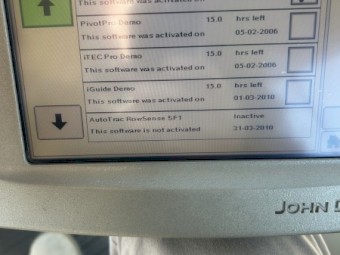 This software was activated on
PivotPro Demo 15.0 hrs left
This software was activated on 05-02-2006
iTEC Pro Demo 15.0 hrs left
This software was activated on 05-02-2006
iGuide Demo 15.0 hrs left
This software was activated on 01-03-2010
AutoTrac RowSense SF1 Inactive
This software is not activated 31-03-2010
JOHN D